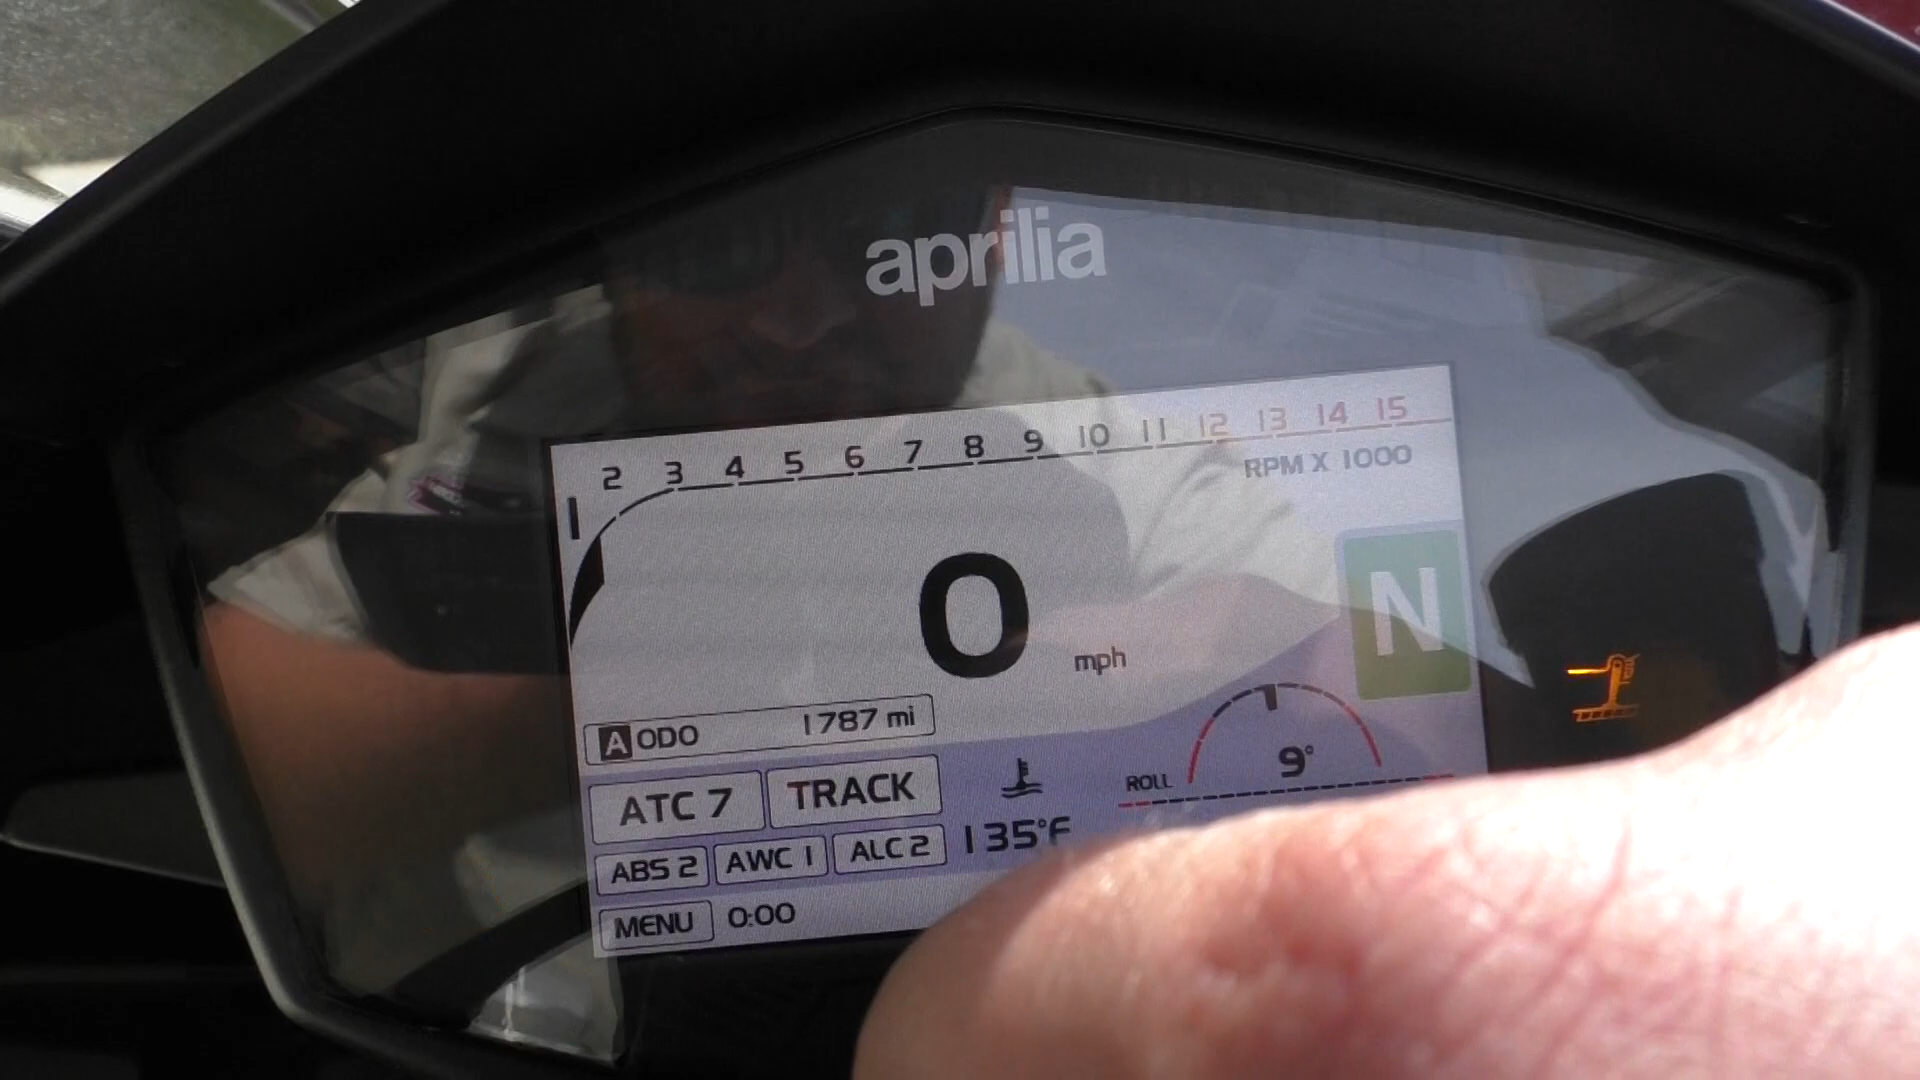 aprilia
1 2 3 4 5 6 7 8 9 10 11 12 13 14 15
RPM X 1000
0 mph
N
A ODO 1787 mi
ATC 7 TRACK
ROLL 9°
ABS 2 AWC 1 ALC 2 135°F
MENU 0:00